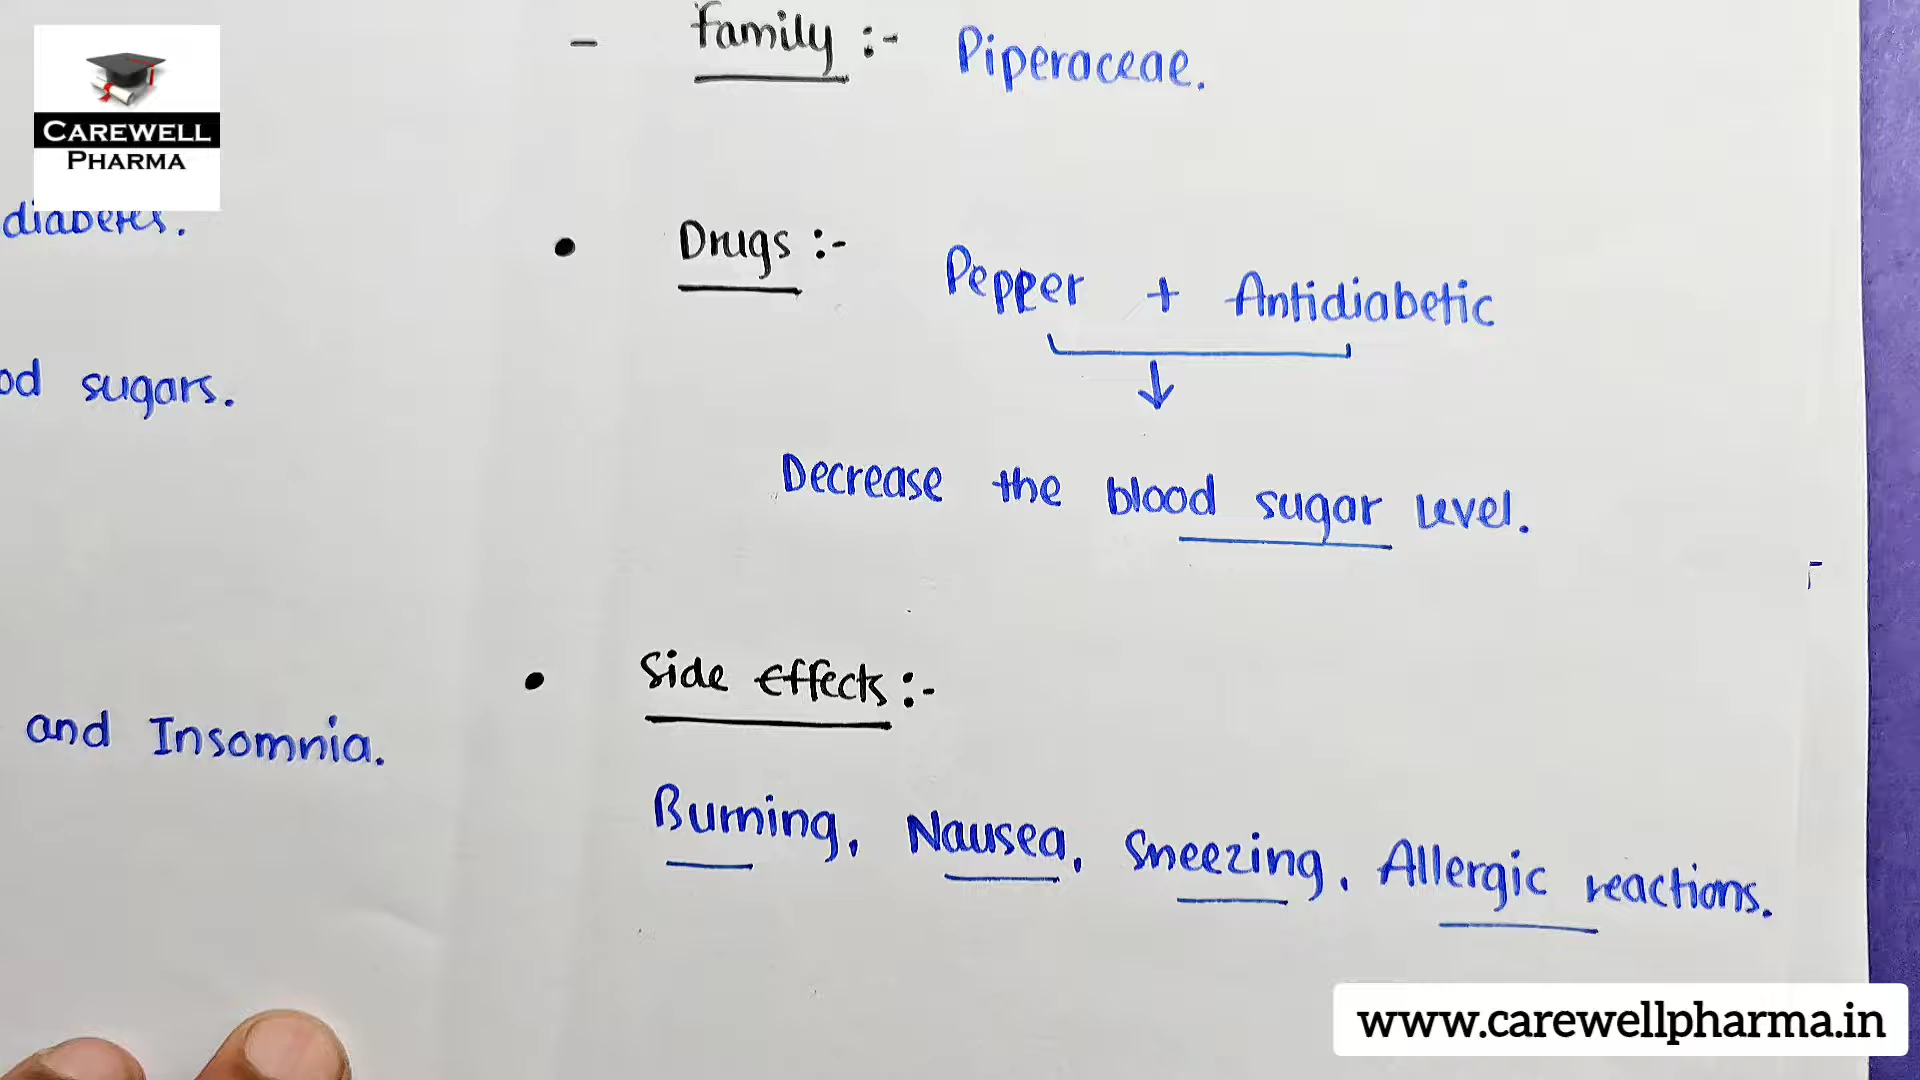 CAREWELL
PHARMA
diabetes.
sugars.
and Insomnia.
- Family :- Piperaceae.
• Drugs :- Pepper + Antidiabetic
↓
Decrease the blood sugar level.
• Side effects :-
Burning, Nausea, Sneezing, Allergic reactions.
www.carewellpharma.in